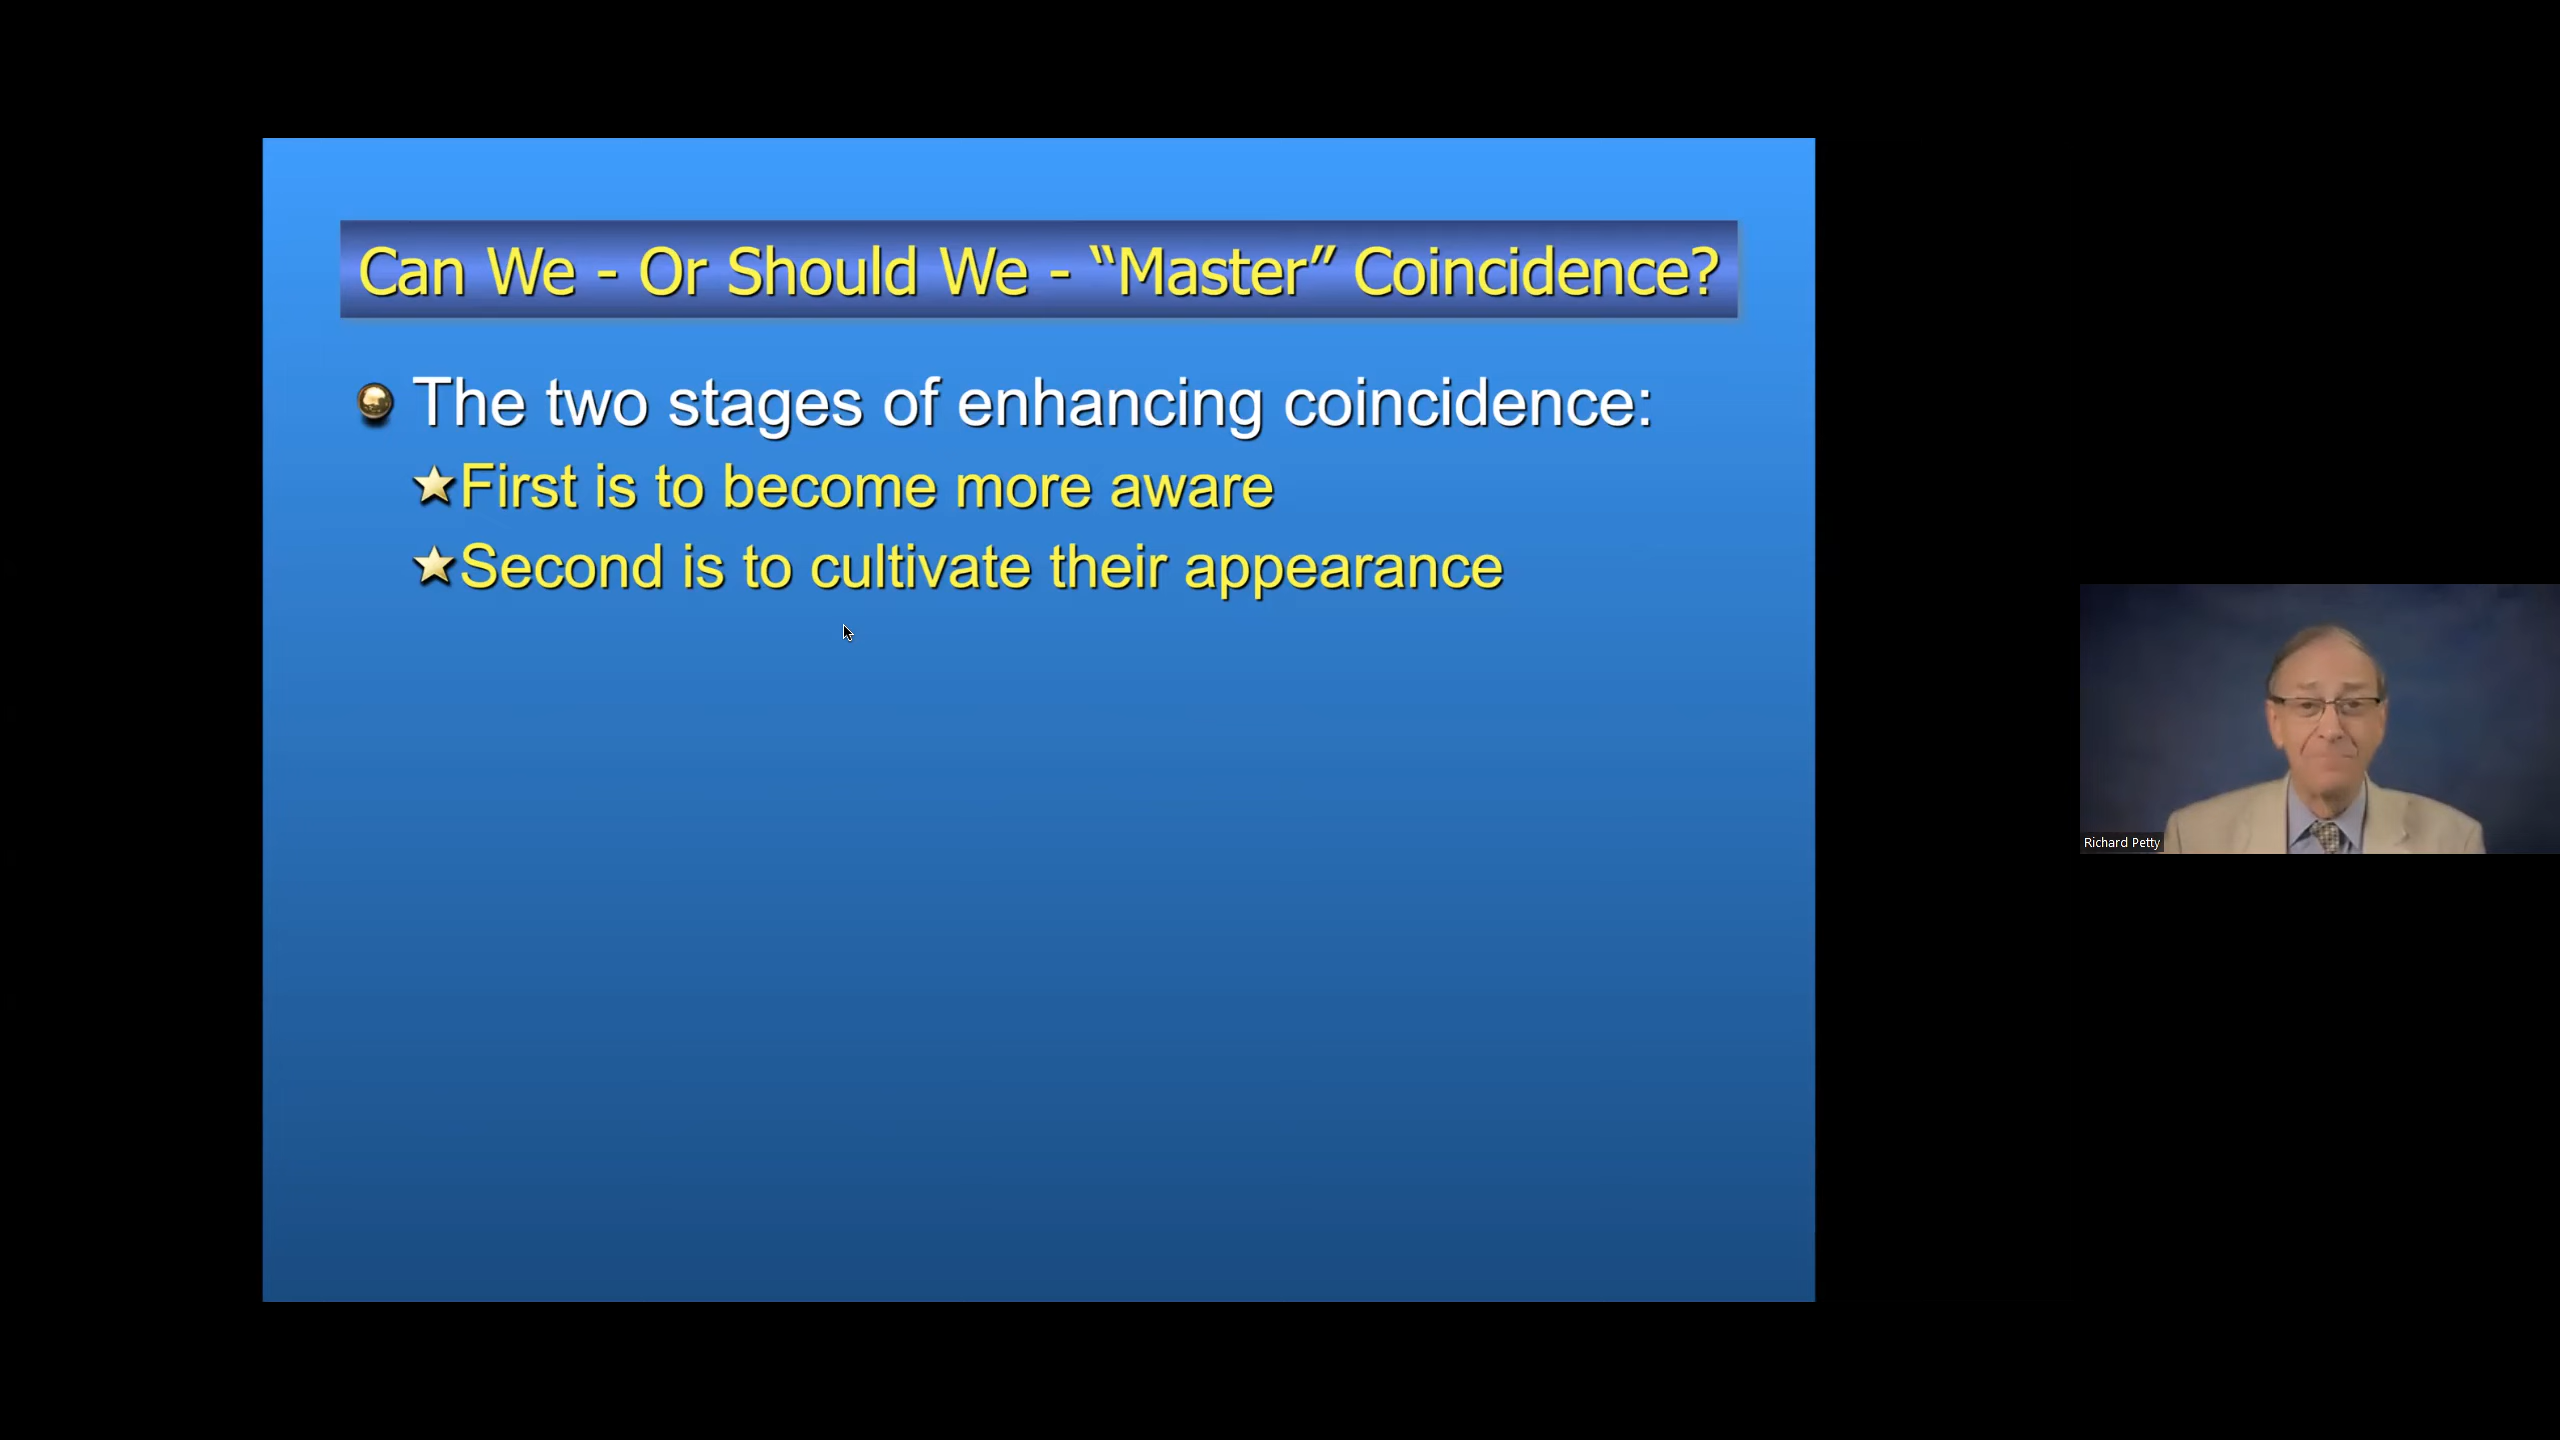 Can We - Or Should We - “Master” Coincidence?
The two stages of enhancing coincidence:
First is to become more aware
Second is to cultivate their appearance
Richard Petty